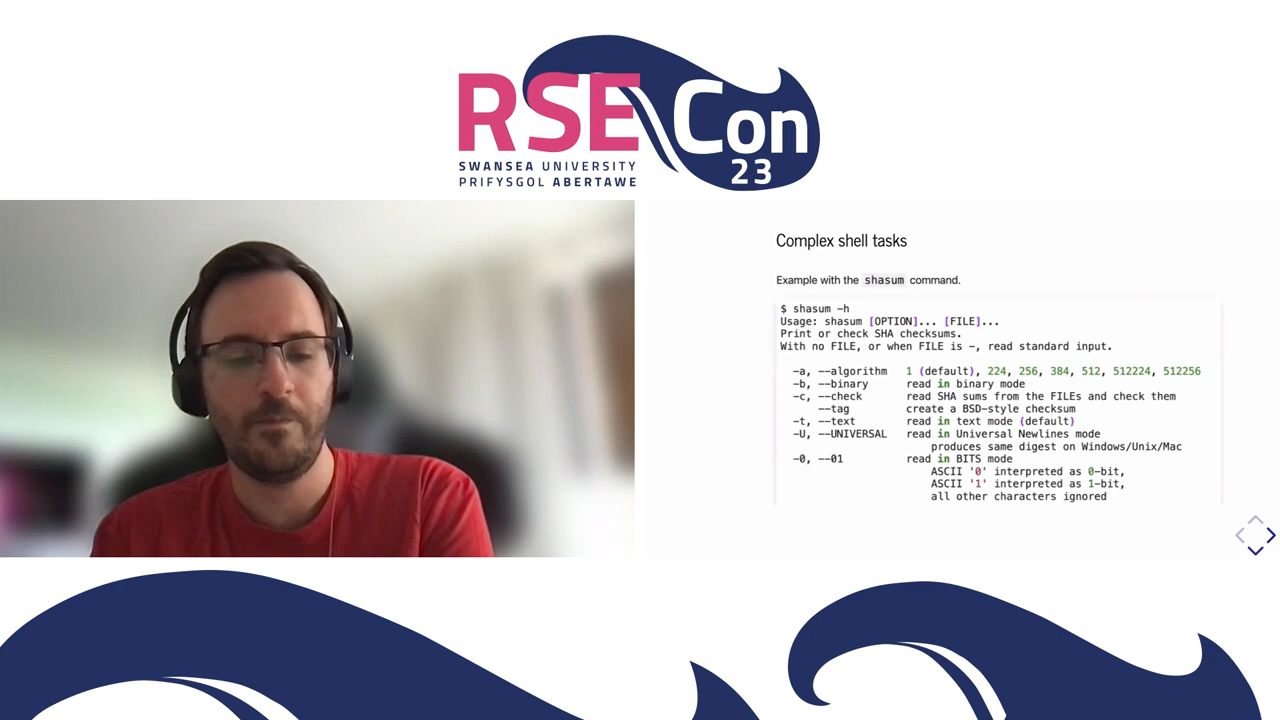 RSE Con
SWANSEA UNIVERSITY
PRIFYSGOL ABERTAWE
23
Complex shell tasks
Example with the shasum command.
$ shasum -h
Usage: shasum [OPTION]... [FILE]...
Print or check SHA checksums.
With no FILE, or when FILE is -, read standard input.
-a, --algorithm 1 (default), 224, 256, 384, 512, 512224, 512256
-b, --binary read in binary mode
-c, --check read SHA sums from the FILEs and check them
--tag create a BSD-style checksum
-t, --text read in text mode (default)
-U, --UNIVERSAL read in Universal Newlines mode
produces same digest on Windows/Unix/Mac
-0, --01 read in BITS mode
ASCII '0' interpreted as 0-bit,
ASCII '1' interpreted as 1-bit,
all other characters ignored